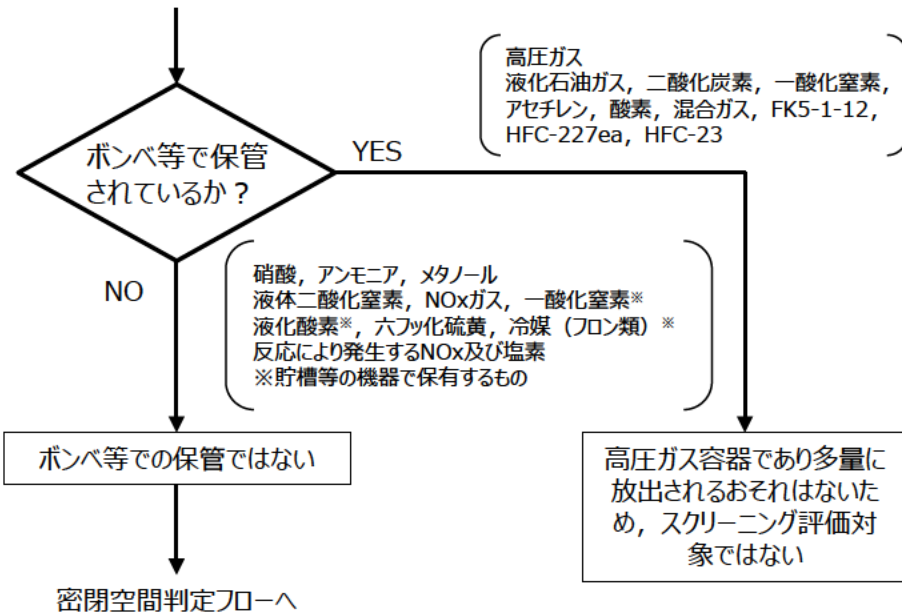 高圧ガス
液化石油ガス，二酸化炭素，一酸化窒素，
アセチレン，酸素，混合ガス，FK5-1-12，
HFC-227ea，HFC-23
ボンベ等で保管
されているか？
YES
NO
硝酸，アンモニア，メタノール
液体二酸化窒素，NOxガス，一酸化窒素※
液化酸素※，六フッ化硫黄，冷媒（フロン類）※
反応により発生するNOx及び塩素
※貯槽等の機器で保有するもの
ボンベ等での保管ではない
高圧ガス容器であり多量に
放出されるおそれはないた
め，スクリーニング評価対
象ではない
密閉空間判定フローへ